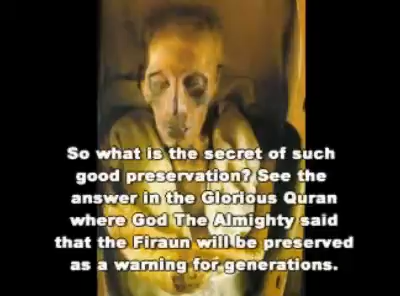 So what is the secret of such
good preservation? See the
answer in the Glorious Quran
where God The Almighty said
that the Firaun will be preserved
as a warning for generations.